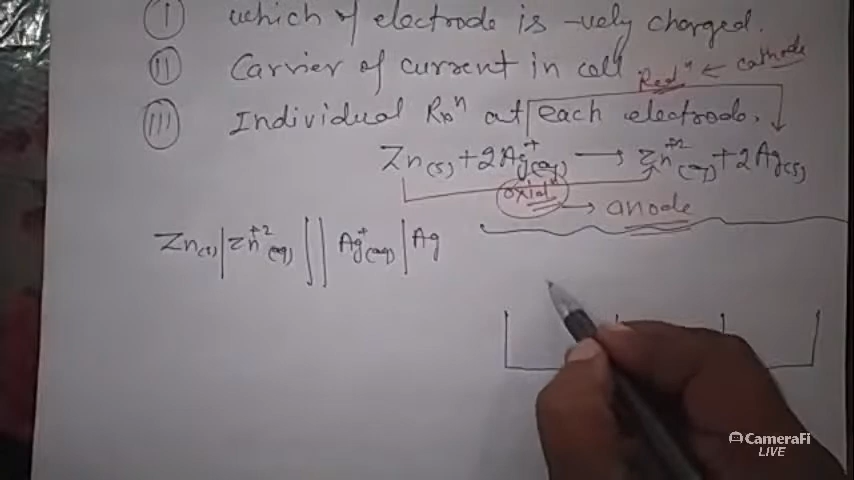 (I) which of electrode is -vely charged.
(II) Carrier of current in cell
Redⁿ ← cathode
(III) Individual Rxⁿ at each electrode.
Zn(s) + 2Ag⁺(aq) → Zn⁺²(aq) + 2Ag(s)
oxidⁿ → anode
Zn(s) | Zn⁺²(aq) || Ag⁺(aq) | Ag
CameraFi
LIVE